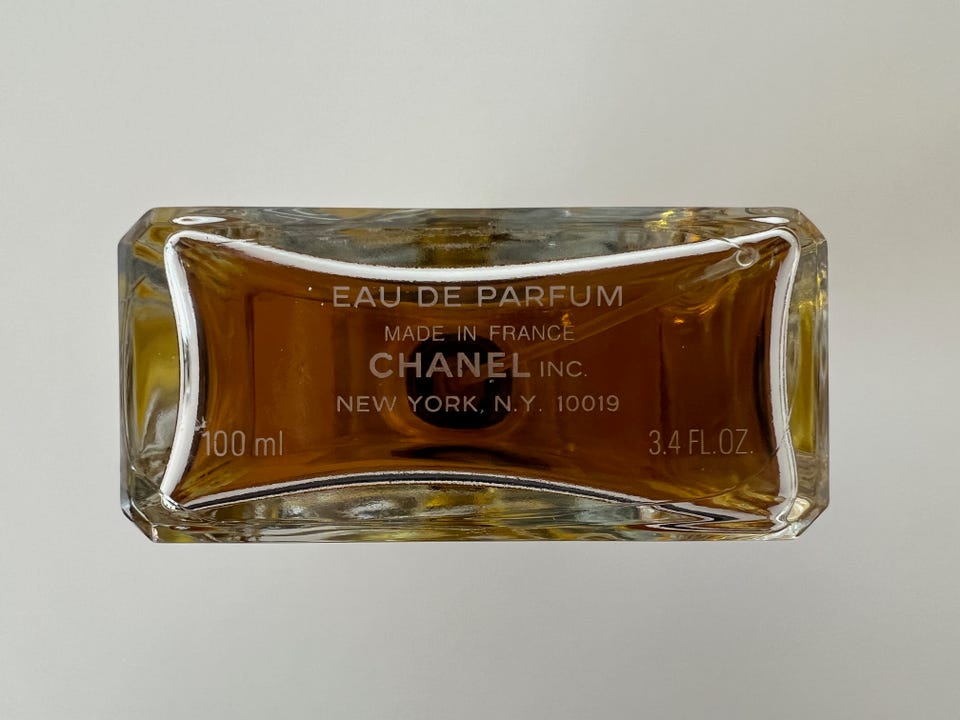 EAU DE PARFUM
MADE IN FRANCE
CHANEL INC.
NEW YORK, N.Y. 10019
100 ml 3.4 FL.OZ.